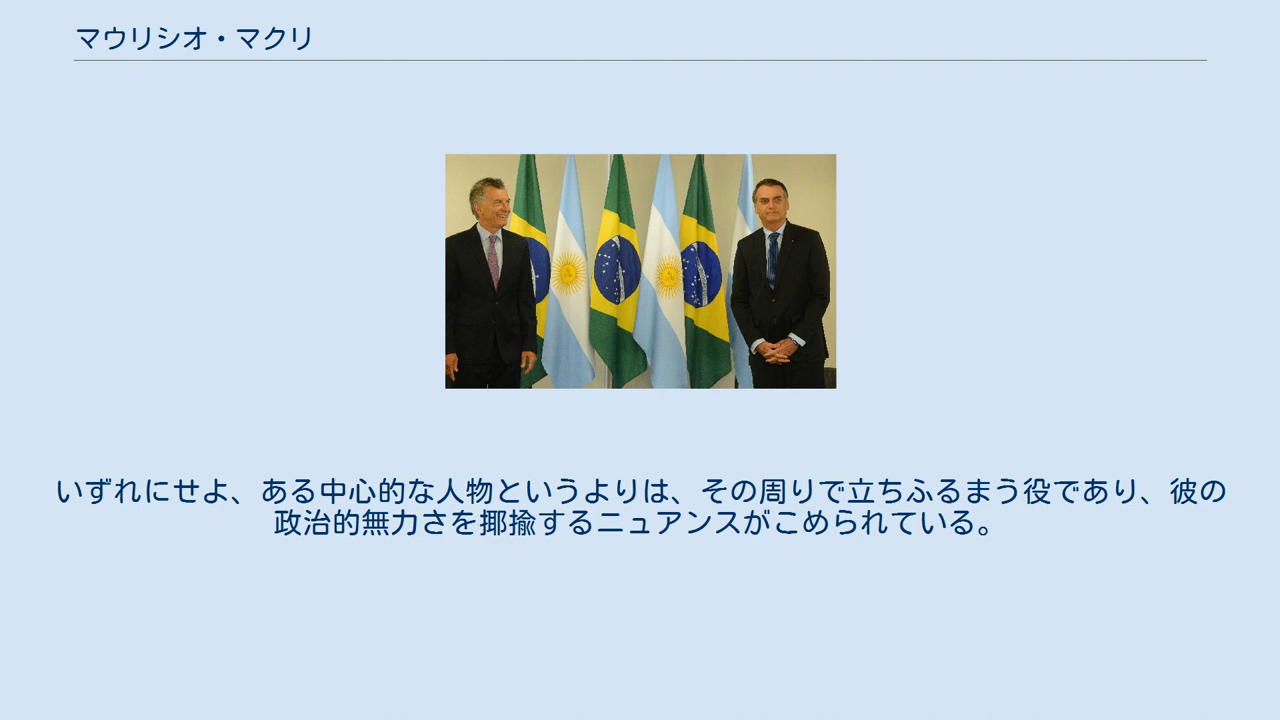 マウリシオ・マクリ
いずれにせよ、ある中心的な人物というよりは、その周りで立ちふるまう役であり、彼の
政治的無力さを揶揄するニュアンスがこめられている。